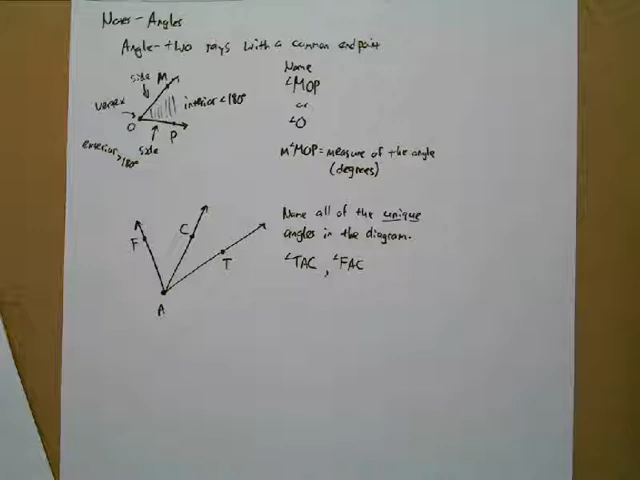 Notes - Angles
Angle - two rays with a common endpoint
side M
vertex
interior < 180°
O
P
exterior > 180°
side
Name
∠MOP
or
∠O
m∠MOP = measure of the angle
(degrees)
Name all of the unique
angles in the diagram.
∠TAC, ∠FAC
F
C
T
A